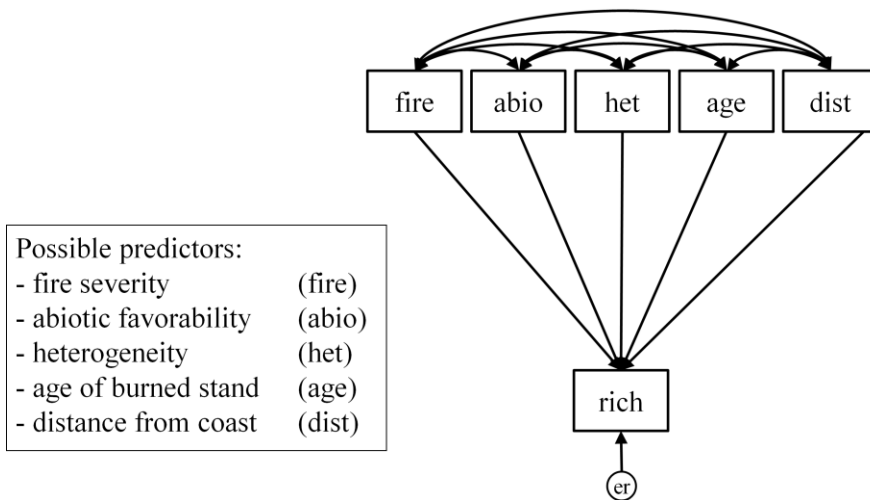 fire abio het age dist
Possible predictors:
- fire severity (fire)
- abiotic favorability (abio)
- heterogeneity (het)
- age of burned stand (age)
- distance from coast (dist)
rich
er